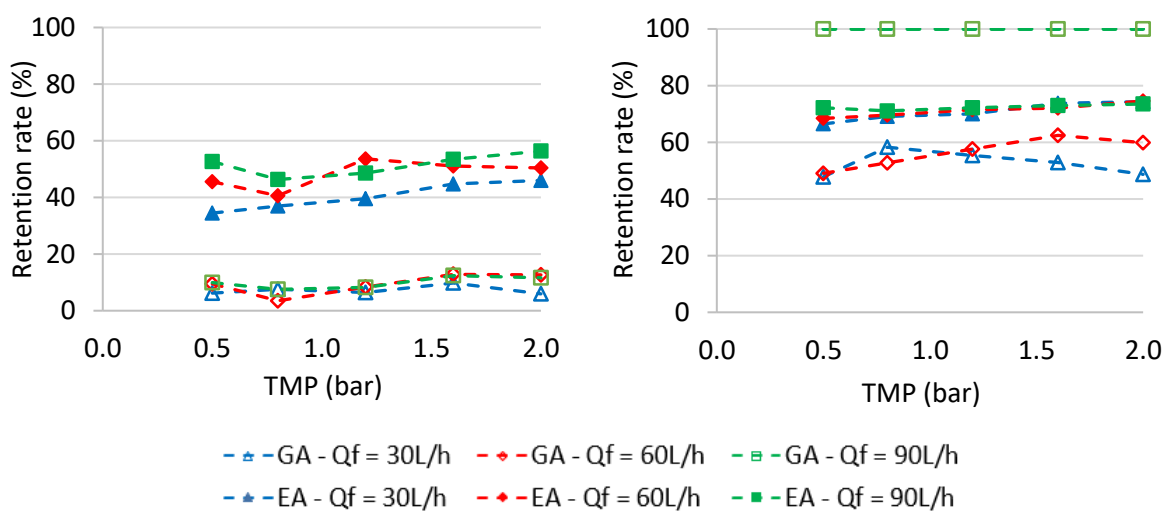 Retention rate (%)
100
80
60
40
20
0
0.0 0.5 1.0 1.5 2.0
TMP (bar)
Retention rate (%)
100
80
60
40
20
0
0.0 0.5 1.0 1.5 2.0
TMP (bar)
GA - Qf = 30L/h GA - Qf = 60L/h GA - Qf = 90L/h
EA - Qf = 30L/h EA - Qf = 60L/h EA - Qf = 90L/h